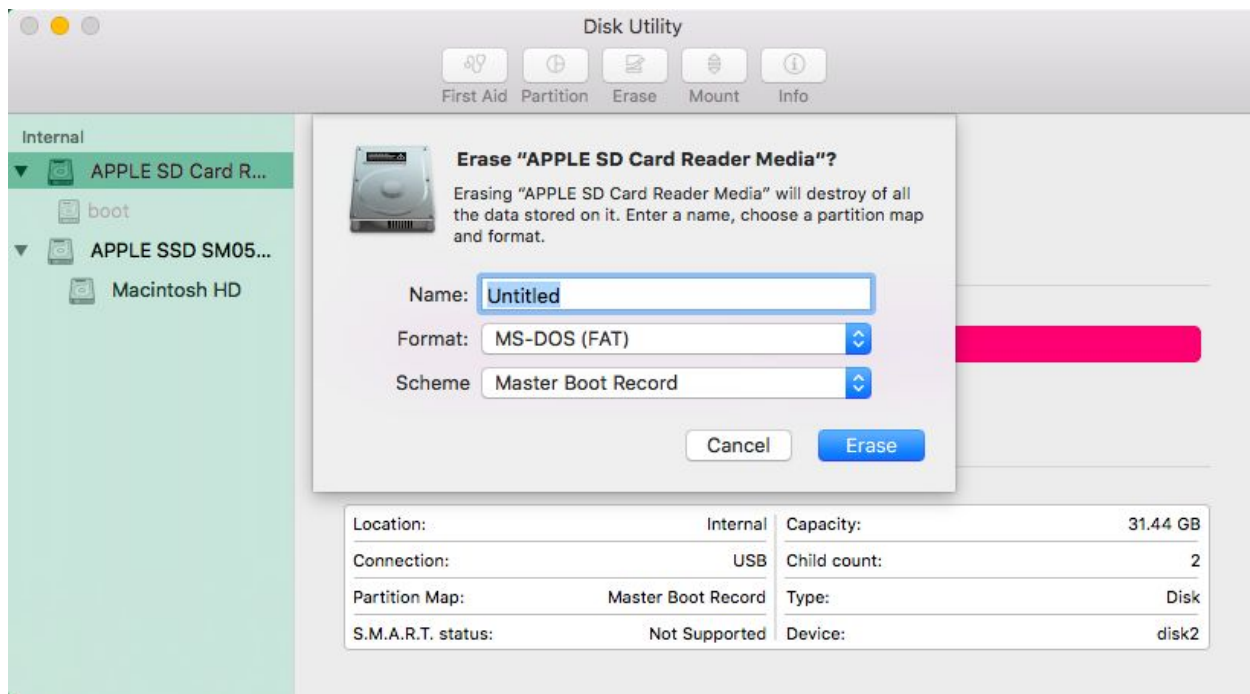 Disk Utility
First Aid Partition Erase Mount Info
Internal
APPLE SD Card R...
boot
APPLE SSD SM05...
Macintosh HD
Erase “APPLE SD Card Reader Media”?
Erasing “APPLE SD Card Reader Media” will destroy of all
the data stored on it. Enter a name, choose a partition map
and format.
Name: Untitled
Format: MS-DOS (FAT)
Scheme Master Boot Record
Cancel Erase
Location: Internal Capacity: 31.44 GB
Connection: USB Child count: 2
Partition Map: Master Boot Record Type: Disk
S.M.A.R.T. status: Not Supported Device: disk2